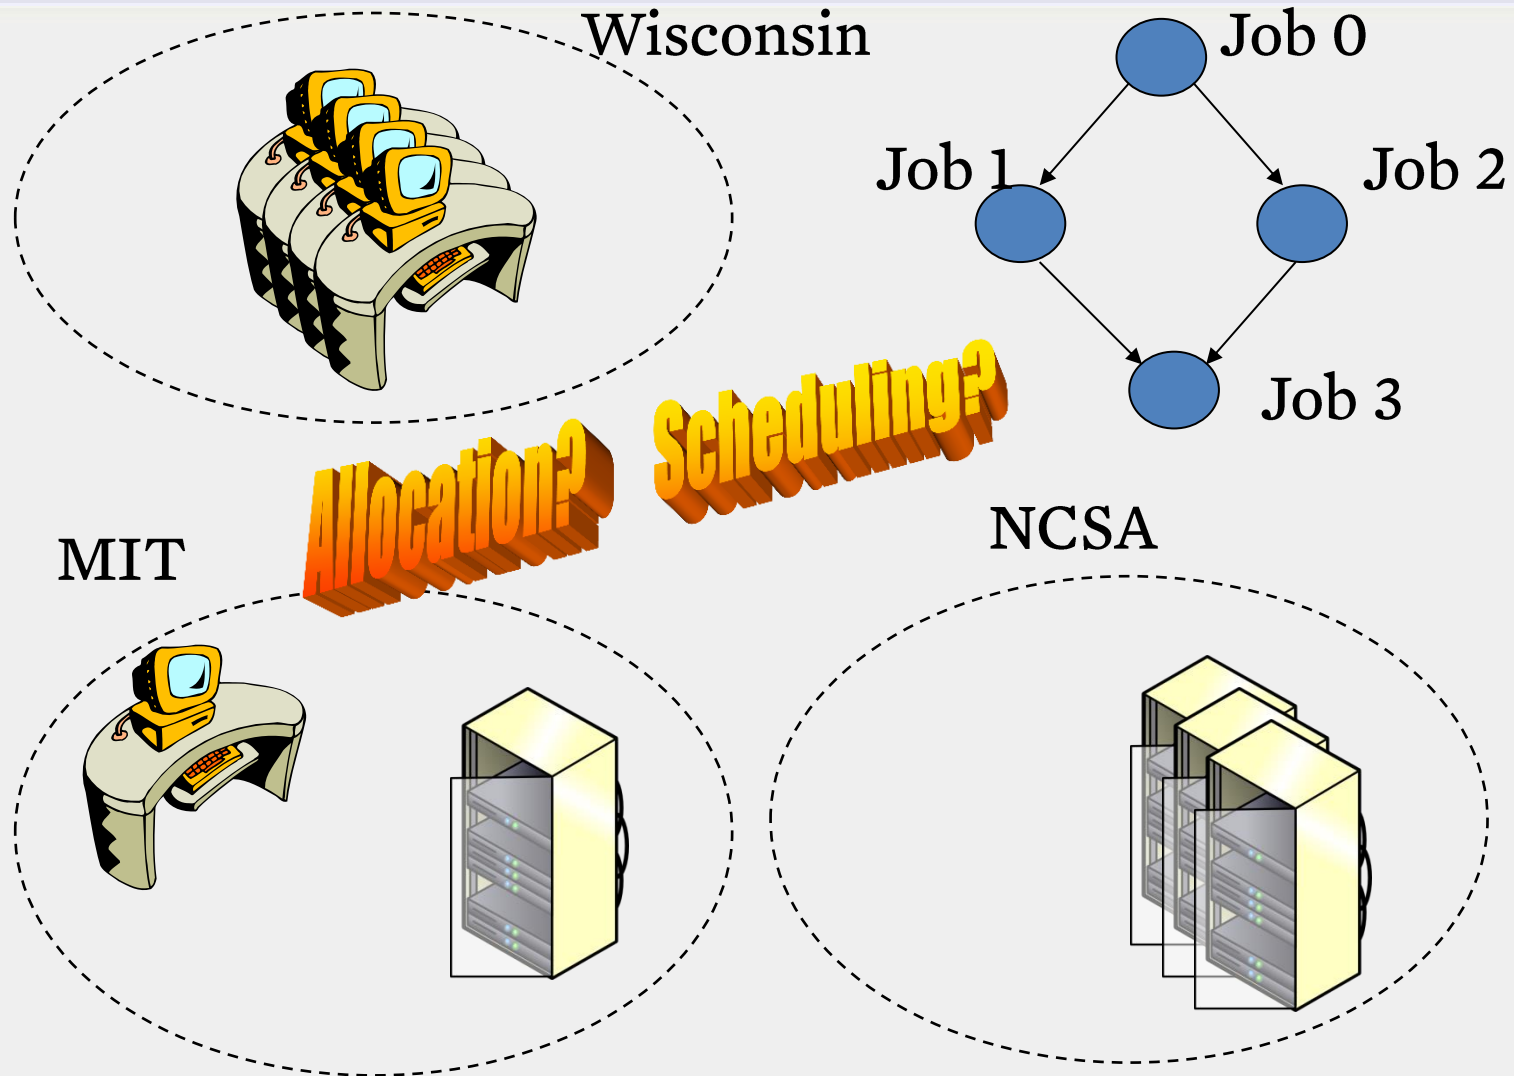 Wisconsin
Job 0
Job 1
Job 2
Job 3
Allocation?
Scheduling?
MIT
NCSA